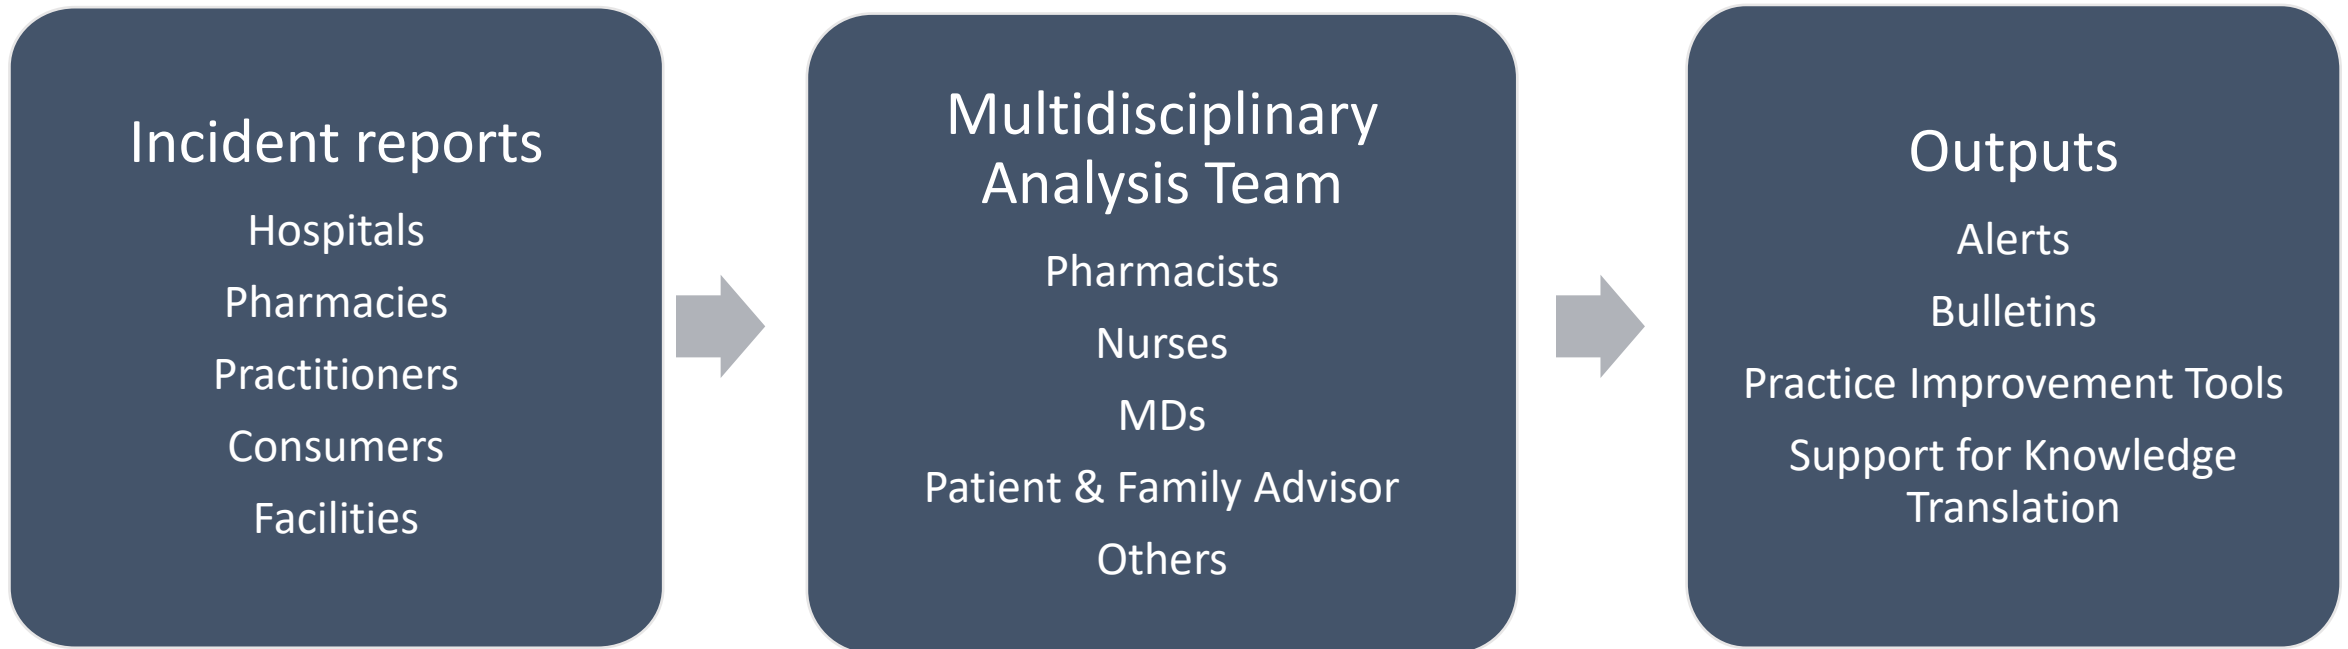 Incident reports
Hospitals
Pharmacies
Practitioners
Consumers
Facilities
Multidisciplinary
Analysis Team
Pharmacists
Nurses
MDs
Patient & Family Advisor
Others
Outputs
Alerts
Bulletins
Practice Improvement Tools
Support for Knowledge
Translation